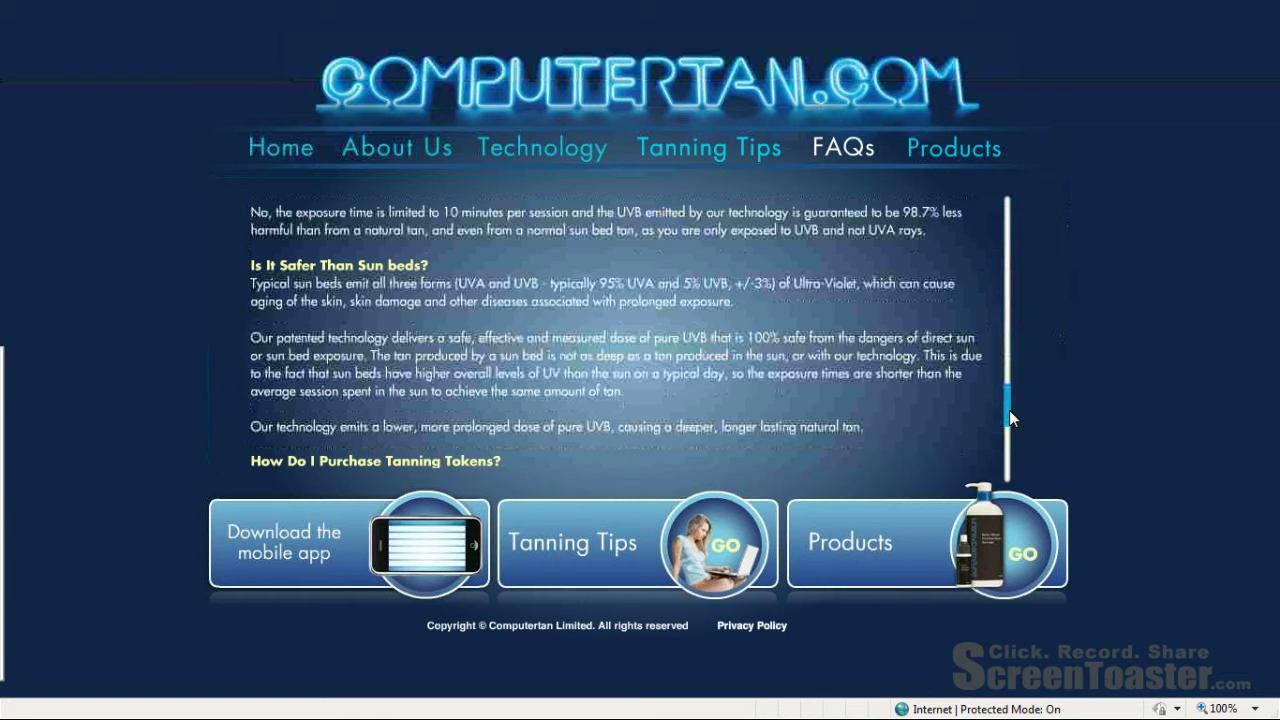 COMPUTERTAN.COM
Home About Us Technology Tanning Tips FAQs Products
No, the exposure time is limited to 10 minutes per session and the UVB emitted by our technology is guaranteed to be 98.7% less
harmful than from a natural tan, and even from a normal sun bed tan, as you are only exposed to UVB and not UVA rays.
Is It Safer Than Sun beds?
Typical sun beds emit all three forms (UVA and UVB - typically 95% UVA and 5% UVB, +/-3%) of Ultra-Violet, which can cause
aging of the skin, skin damage and other diseases associated with prolonged exposure.
Our patented technology delivers a safe, effective and measured dose of pure UVB that is 100% safe from the dangers of direct sun
or sun bed exposure. The tan produced by a sun bed is not as deep as a tan produced in the sun, or with our technology. This is due
to the fact that sun beds have higher overall levels of UV than the sun on a typical day, so the exposure times are shorter than the
average session spent in the sun to achieve the same amount of tan.
Our technology emits a lower, more prolonged dose of pure UVB, causing a deeper, longer lasting natural tan.
How Do I Purchase Tanning Tokens?
Download the
mobile app
Tanning Tips GO
Products GO
Copyright © Computertan Limited. All rights reserved Privacy Policy
Click. Record. Share
ScreenToaster.com
Internet | Protected Mode: On 100%